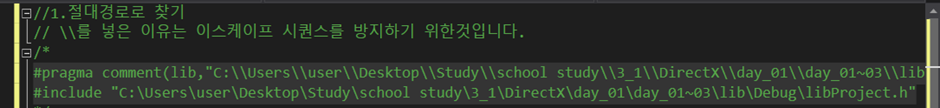 //1.절대경로로 찾기
// \\를 넣은 이유는 이스케이프 시퀀스를 방지하기 위한것입니다.
/*
#pragma comment(lib,"C:\\Users\\user\\Desktop\\Study\\school study\\3_1\\DirectX\\day_01\\day_01~03\\lib
#include "C:\Users\user\Desktop\Study\school study\3_1\DirectX\day_01\day_01~03\lib\Debug\libProject.h"